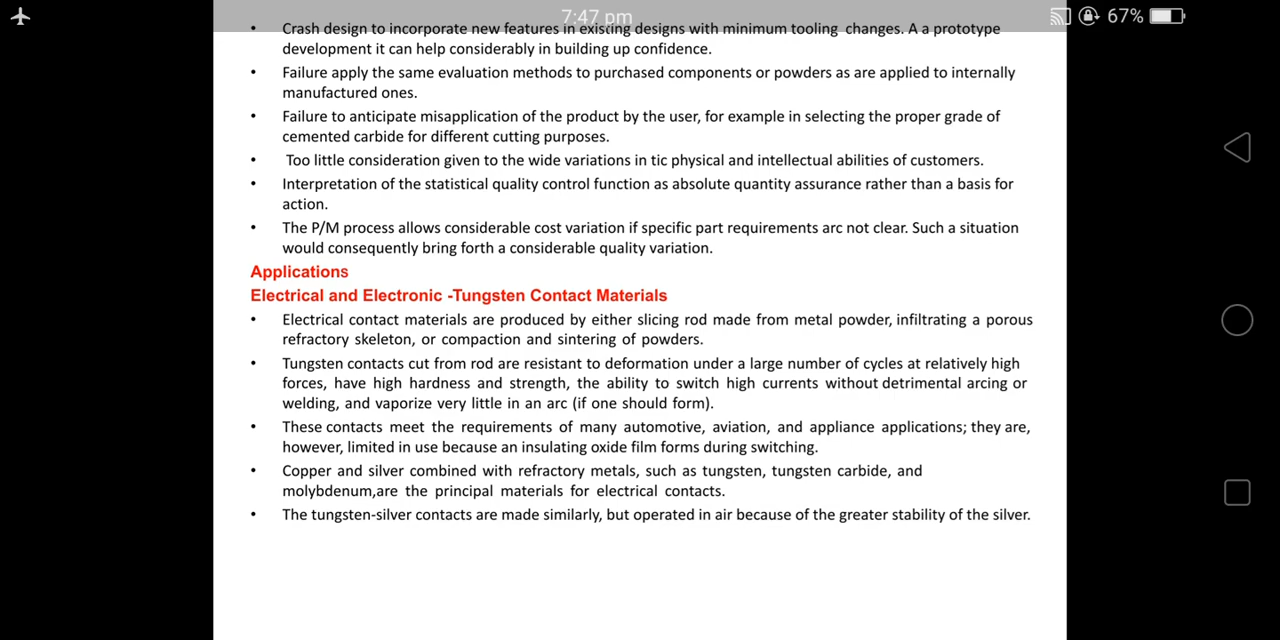 7:47 pm
67%
• Crash design to incorporate new features in existing designs with minimum tooling changes. A a prototype
development it can help considerably in building up confidence.
• Failure apply the same evaluation methods to purchased components or powders as are applied to internally
manufactured ones.
• Failure to anticipate misapplication of the product by the user, for example in selecting the proper grade of
cemented carbide for different cutting purposes.
• Too little consideration given to the wide variations in tic physical and intellectual abilities of customers.
• Interpretation of the statistical quality control function as absolute quantity assurance rather than a basis for
action.
• The P/M process allows considerable cost variation if specific part requirements arc not clear. Such a situation
would consequently bring forth a considerable quality variation.
Applications
Electrical and Electronic -Tungsten Contact Materials
• Electrical contact materials are produced by either slicing rod made from metal powder, infiltrating a porous
refractory skeleton, or compaction and sintering of powders.
• Tungsten contacts cut from rod are resistant to deformation under a large number of cycles at relatively high
forces, have high hardness and strength, the ability to switch high currents without detrimental arcing or
welding, and vaporize very little in an arc (if one should form).
• These contacts meet the requirements of many automotive, aviation, and appliance applications; they are,
however, limited in use because an insulating oxide film forms during switching.
• Copper and silver combined with refractory metals, such as tungsten, tungsten carbide, and
molybdenum,are the principal materials for electrical contacts.
• The tungsten-silver contacts are made similarly, but operated in air because of the greater stability of the silver.